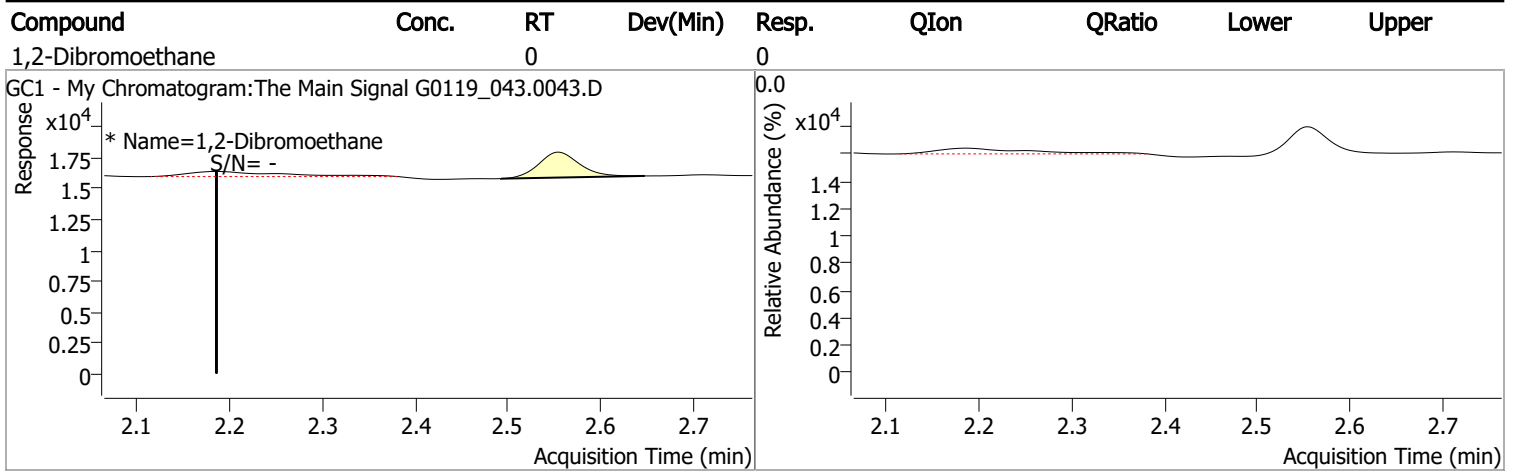 Compound Conc. RT Dev(Min) Resp. QIon QRatio Lower Upper
1,2-Dibromoethane 0 0
GC1 - My Chromatogram:The Main Signal G0119_043.0043.D
Response
x10⁴
* Name=1,2-Dibromoethane
S/N= -
1.75
1.5
1.25
1
0.75
0.5
0.25
0
2.1 2.2 2.3 2.4 2.5 2.6 2.7
Acquisition Time (min)
0.0
Relative Abundance (%)
x10⁴
1.4
1.2
1
0.8
0.6
0.4
0.2
0
2.1 2.2 2.3 2.4 2.5 2.6 2.7
Acquisition Time (min)